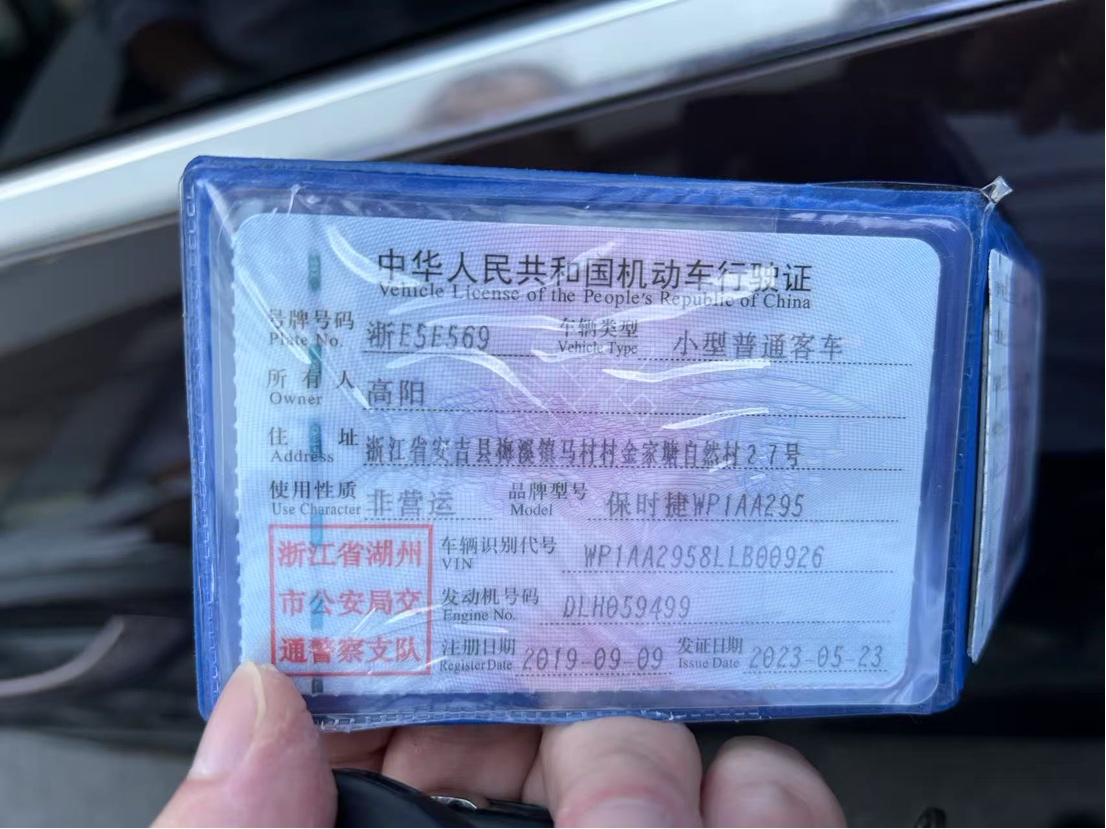 中华人民共和国机动车行驶证
Vehicle License of the People's Republic of China
号牌号码 浙E5E569 车辆类型 小型普通客车
Plate No. Vehicle Type
所有人 高阳
Owner
住址 浙江省安吉县梅溪镇马村村金家塘自然村27号
Address
使用性质 非营运 品牌型号 保时捷WP1AA295
Use Character Model
浙江省湖州
市公安局交
通警察支队
车辆识别代号 WP1AA2958LLB00926
VIN
发动机号码 DLH059499
Engine No.
注册日期 2019-09-09 发证日期 2023-05-23
Register Date Issue Date